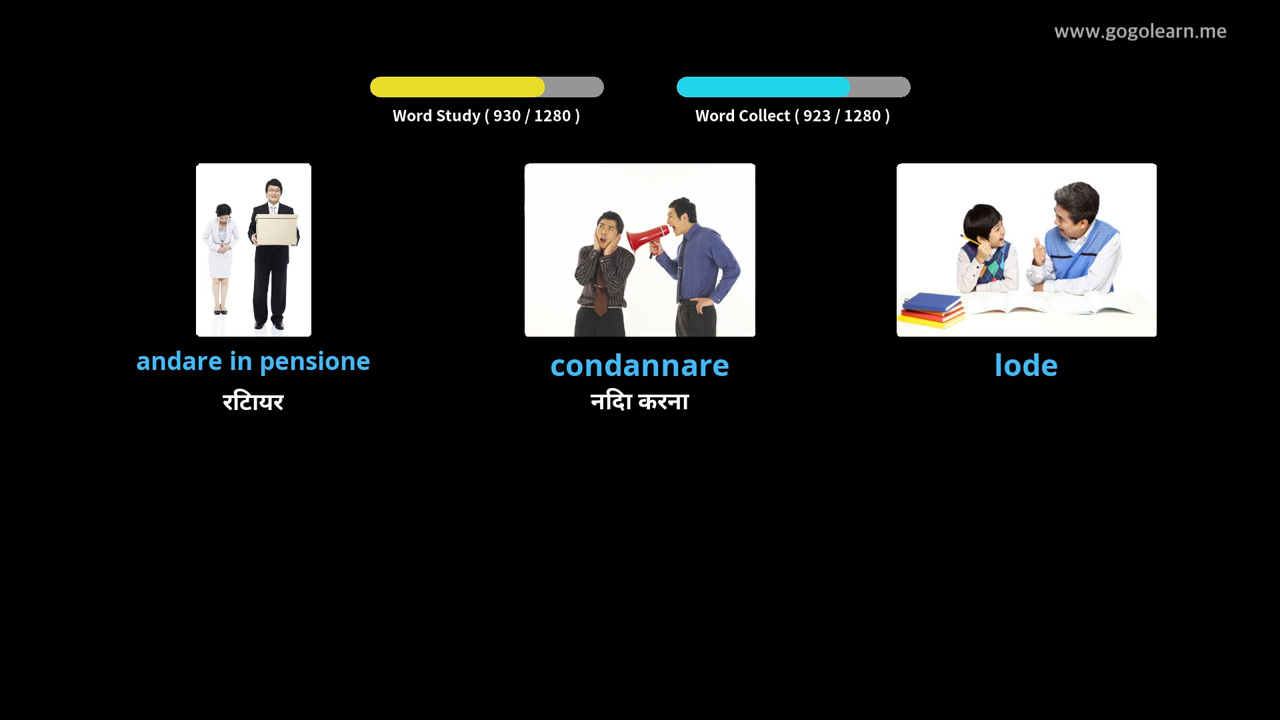 www.gogolearn.me
Word Study ( 930 / 1280 )
Word Collect ( 923 / 1280 )
andare in pensione
condannare
lode
रिटायर
निंदा करना